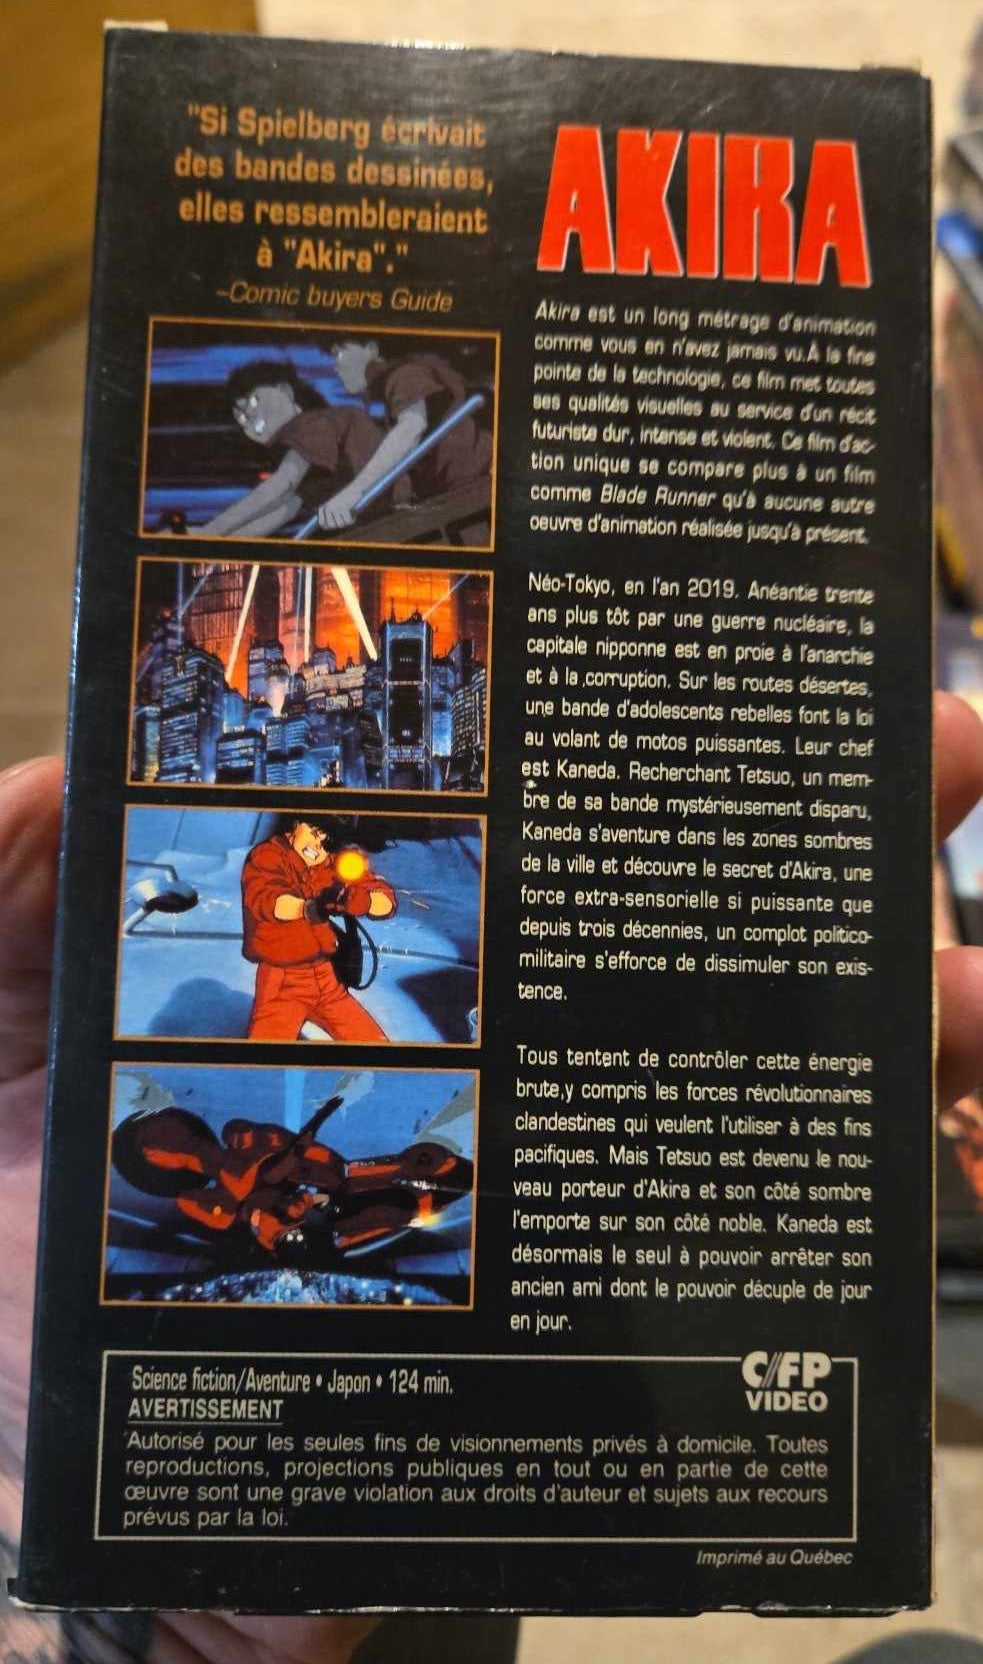 "Si Spielberg écrivait
des bandes dessinées,
elles ressembleraient
à "Akira"."
-Comic buyers Guide
AKIRA
Akira est un long métrage d'animation
comme vous en n'avez jamais vu.À la fine
pointe de la technologie, ce film met toutes
ses qualités visuelles au service d'un récit
futuriste dur, intense et violent. Ce film d'ac-
tion unique se compare plus à un film
comme Blade Runner qu'à aucune autre
oeuvre d'animation réalisée jusqu'à présent.
Néo-Tokyo, en l'an 2019. Anéantie trente
ans plus tôt par une guerre nucléaire, la
capitale nipponne est en proie à l'anarchie
et à la corruption. Sur les routes désertes,
une bande d'adolescents rebelles font la loi
au volant de motos puissantes. Leur chef
est Kaneda. Recherchant Tetsuo, un mem-
bre de sa bande mystérieusement disparu,
Kaneda s'aventure dans les zones sombres
de la ville et découvre le secret d'Akira, une
force extra-sensorielle si puissante que
depuis trois décennies, un complot politico-
militaire s'efforce de dissimuler son exis-
tence.
Tous tentent de contrôler cette énergie
brute,y compris les forces révolutionnaires
clandestines qui veulent l'utiliser à des fins
pacifiques. Mais Tetsuo est devenu le nou-
veau porteur d'Akira et son côté sombre
l'emporte sur son côté noble. Kaneda est
désormais le seul à pouvoir arrêter son
ancien ami dont le pouvoir décuple de jour
en jour.
C/FP
VIDEO
Science fiction/Aventure • Japon • 124 min.
AVERTISSEMENT
Autorisé pour les seules fins de visionnements privés à domicile. Toutes
reproductions, projections publiques en tout ou en partie de cette
œuvre sont une grave violation aux droits d'auteur et sujets aux recours
prévus par la loi.
Imprimé au Québec